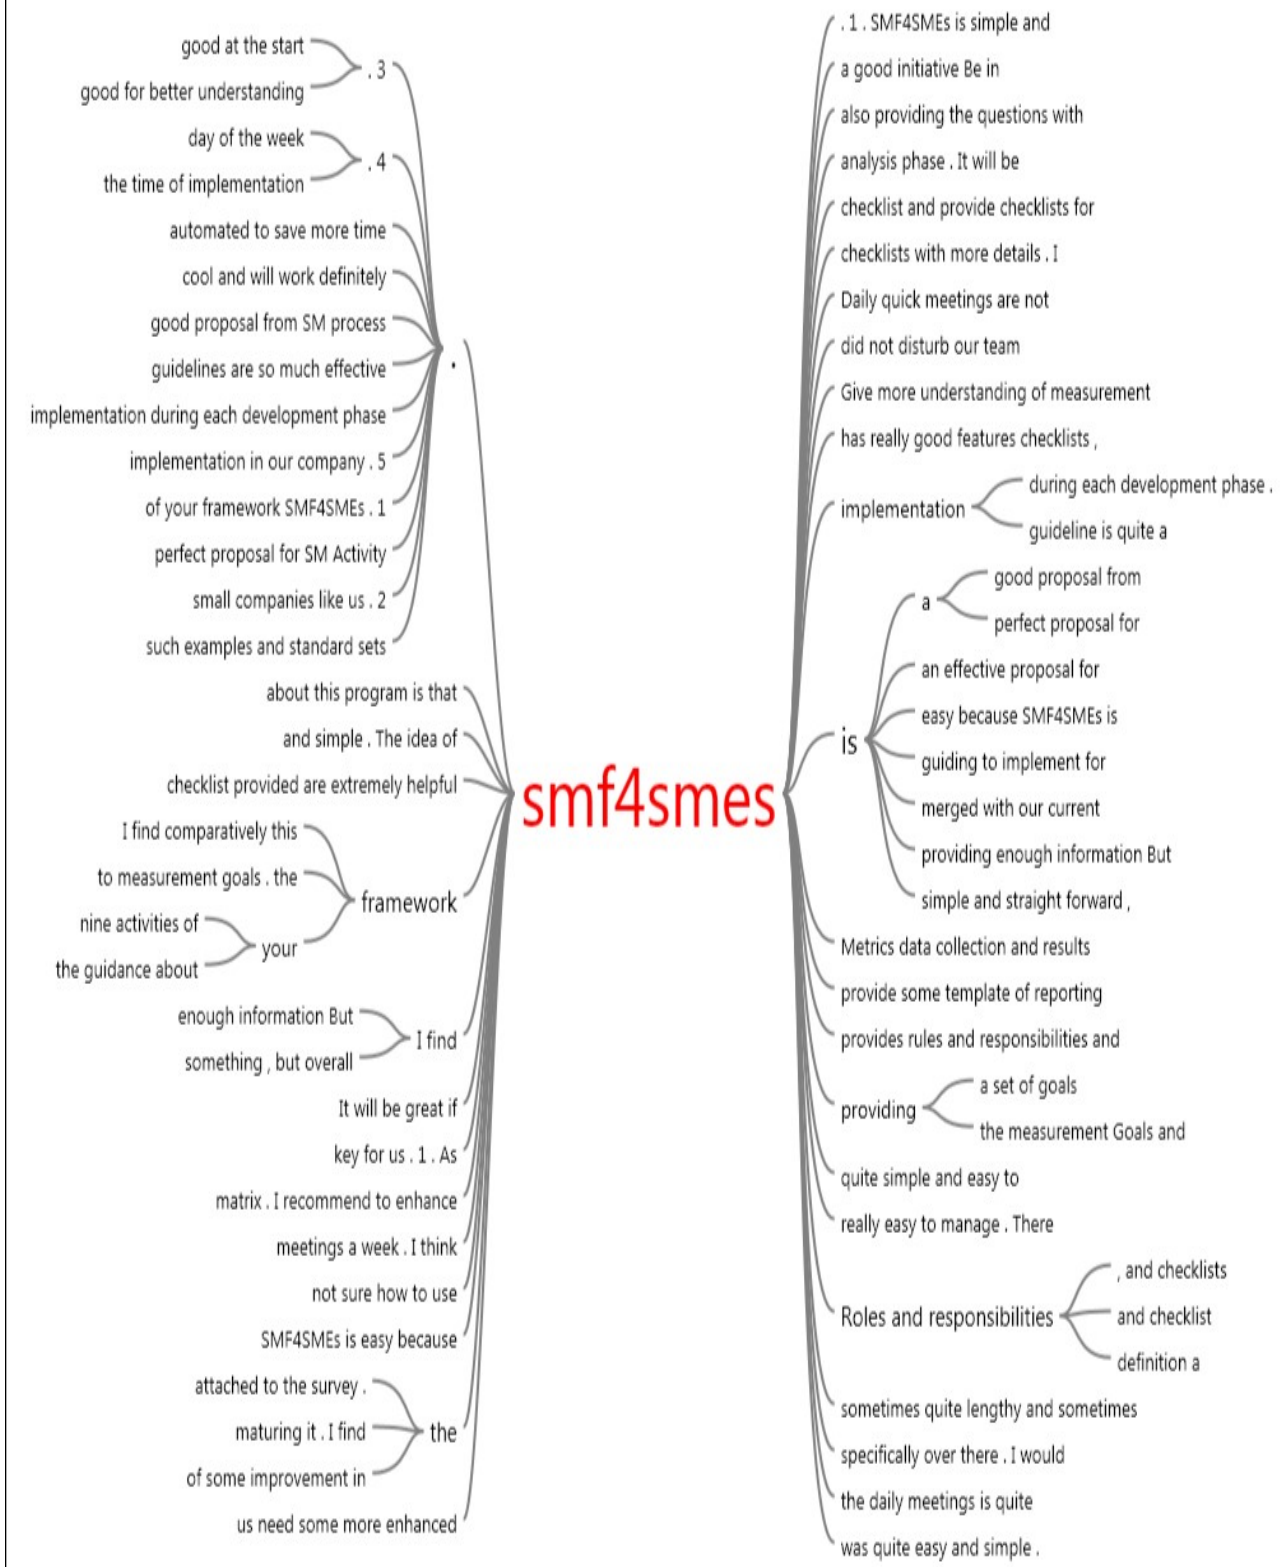 good at the start
good for better understanding
. 3
day of the week
the time of implementation
. 4
automated to save more time
cool and will work definitely
good proposal from SM process
guidelines are so much effective
implementation during each development phase
implementation in our company . 5
of your framework SMF4SMEs . 1
perfect proposal for SM Activity
small companies like us . 2
such examples and standard sets
.
about this program is that
and simple . The idea of
checklist provided are extremely helpful
I find comparatively this
to measurement goals . the
nine activities of
the guidance about
your
framework
enough information But
something , but overall
I find
It will be great if
key for us . 1 . As
matrix . I recommend to enhance
meetings a week . I think
not sure how to use
SMF4SMEs is easy because
attached to the survey .
maturing it . I find
of some improvement in
the
us need some more enhanced
smf4smes
. 1 . SMF4SMEs is simple and
a good initiative Be in
also providing the questions with
analysis phase . It will be
checklist and provide checklists for
checklists with more details . I
Daily quick meetings are not
did not disturb our team
Give more understanding of measurement
has really good features checklists ,
implementation
during each development phase .
guideline is quite a
is
a
good proposal from
perfect proposal for
an effective proposal for
easy because SMF4SMEs is
guiding to implement for
merged with our current
providing enough information But
simple and straight forward ,
Metrics data collection and results
provide some template of reporting
provides rules and responsibilities and
providing
a set of goals
the measurement Goals and
quite simple and easy to
really easy to manage . There
Roles and responsibilities
, and checklists
and checklist
definition a
sometimes quite lengthy and sometimes
specifically over there . I would
the daily meetings is quite
was quite easy and simple .